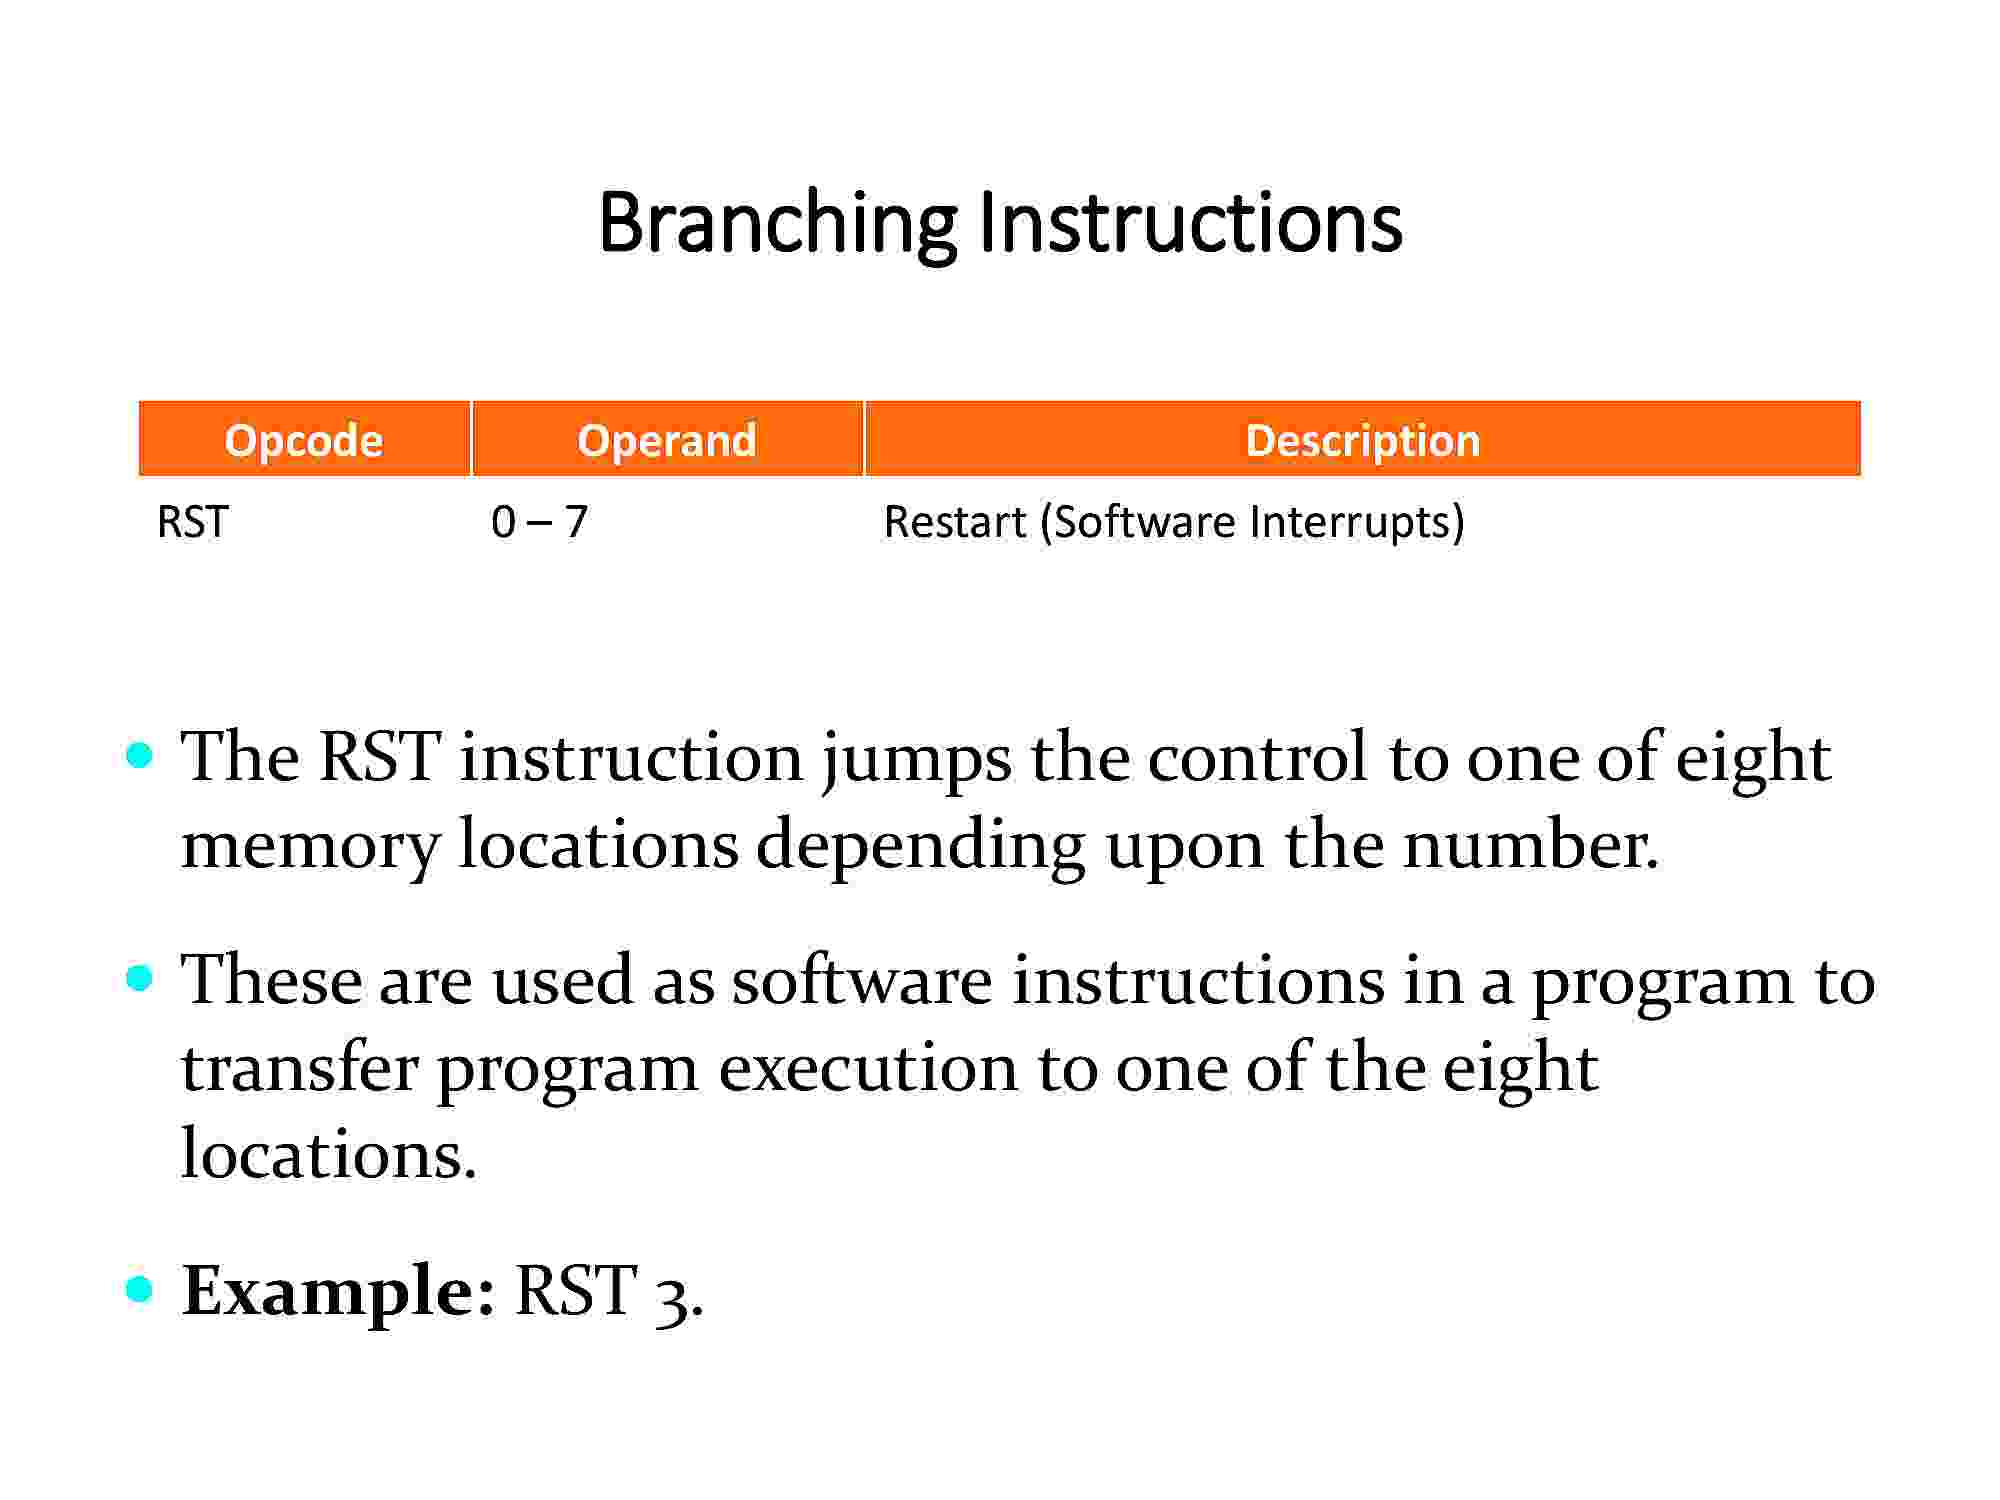 Branching Instructions
Opcode Operand Description
RST 0 – 7 Restart (Software Interrupts)
• The RST instruction jumps the control to one of eight
memory locations depending upon the number.
• These are used as software instructions in a program to
transfer program execution to one of the eight
locations.
• Example: RST 3.